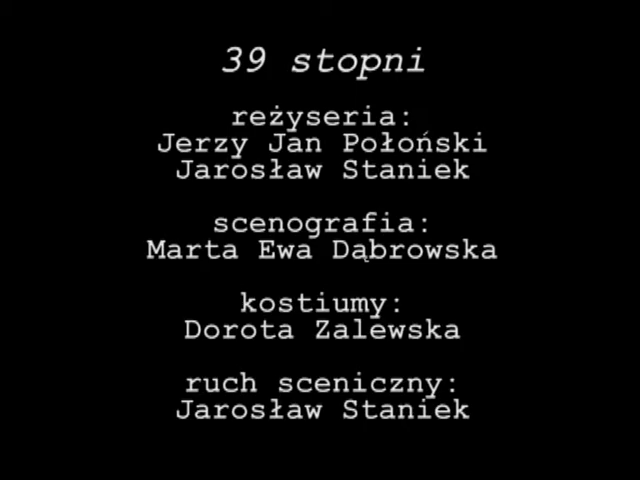 39 stopni
reżyseria:
Jerzy Jan Połoński
Jarosław Staniek
scenografia:
Marta Ewa Dąbrowska
kostiumy:
Dorota Zalewska
ruch sceniczny:
Jarosław Staniek